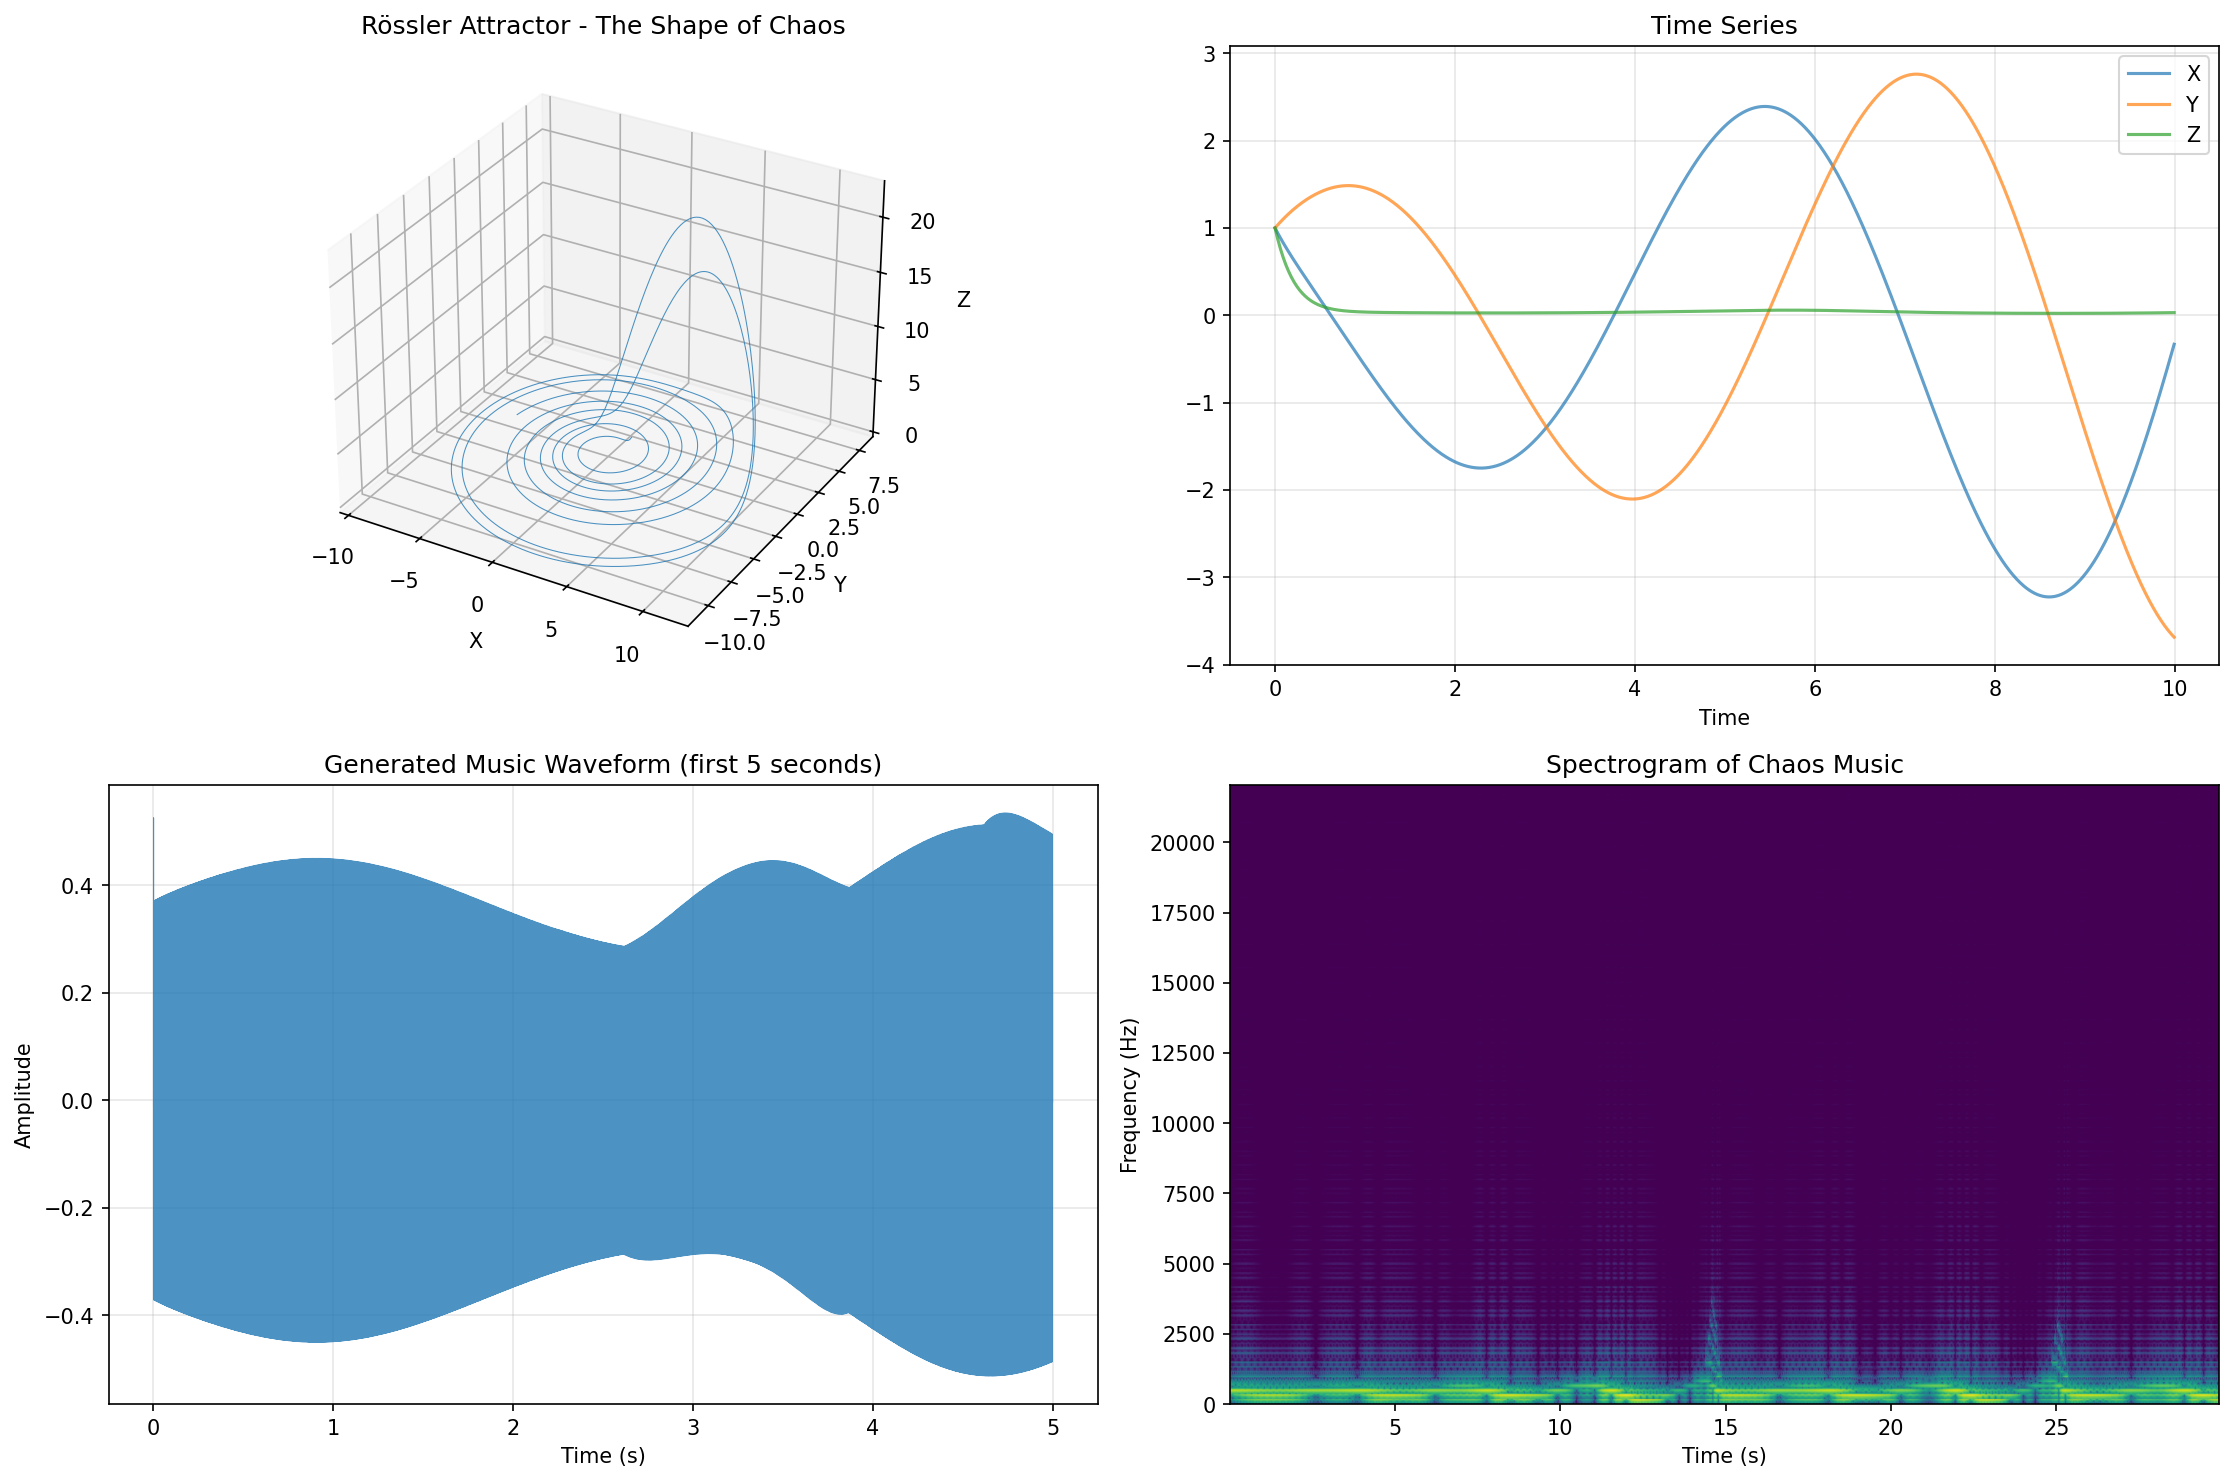 Rössler Attractor - The Shape of Chaos
20
15
Z
10
5
0
7.5
5.0
2.5
0.0
−2.5
Y
−5.0
−7.5
−10.0
−10
−5
0
5
10
X
Time Series
3
2
1
0
−1
−2
−3
−4
X
Y
Z
0 2 4 6 8 10
Time
Generated Music Waveform (first 5 seconds)
Amplitude
0.4
0.2
0.0
−0.2
−0.4
0 1 2 3 4 5
Time (s)
Spectrogram of Chaos Music
Frequency (Hz)
20000
17500
15000
12500
10000
7500
5000
2500
0
5 10 15 20 25
Time (s)